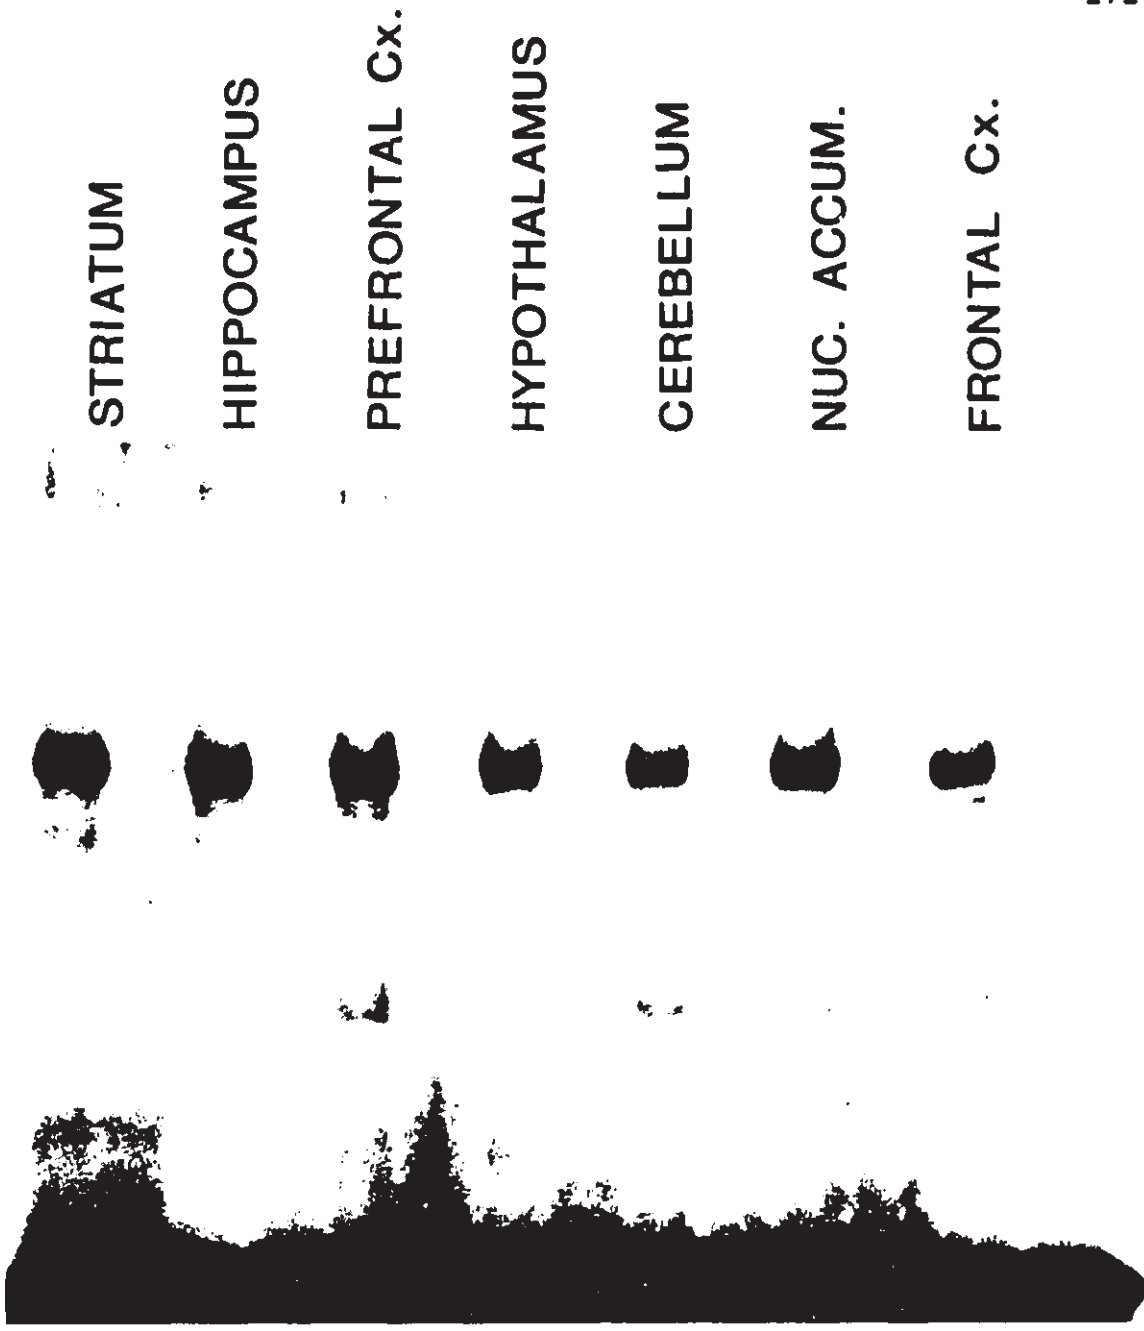 STRIATUM
HIPPOCAMPUS
PREFRONTAL Cx.
HYPOTHALAMUS
CEREBELLUM
NUC. ACCUM.
FRONTAL Cx.